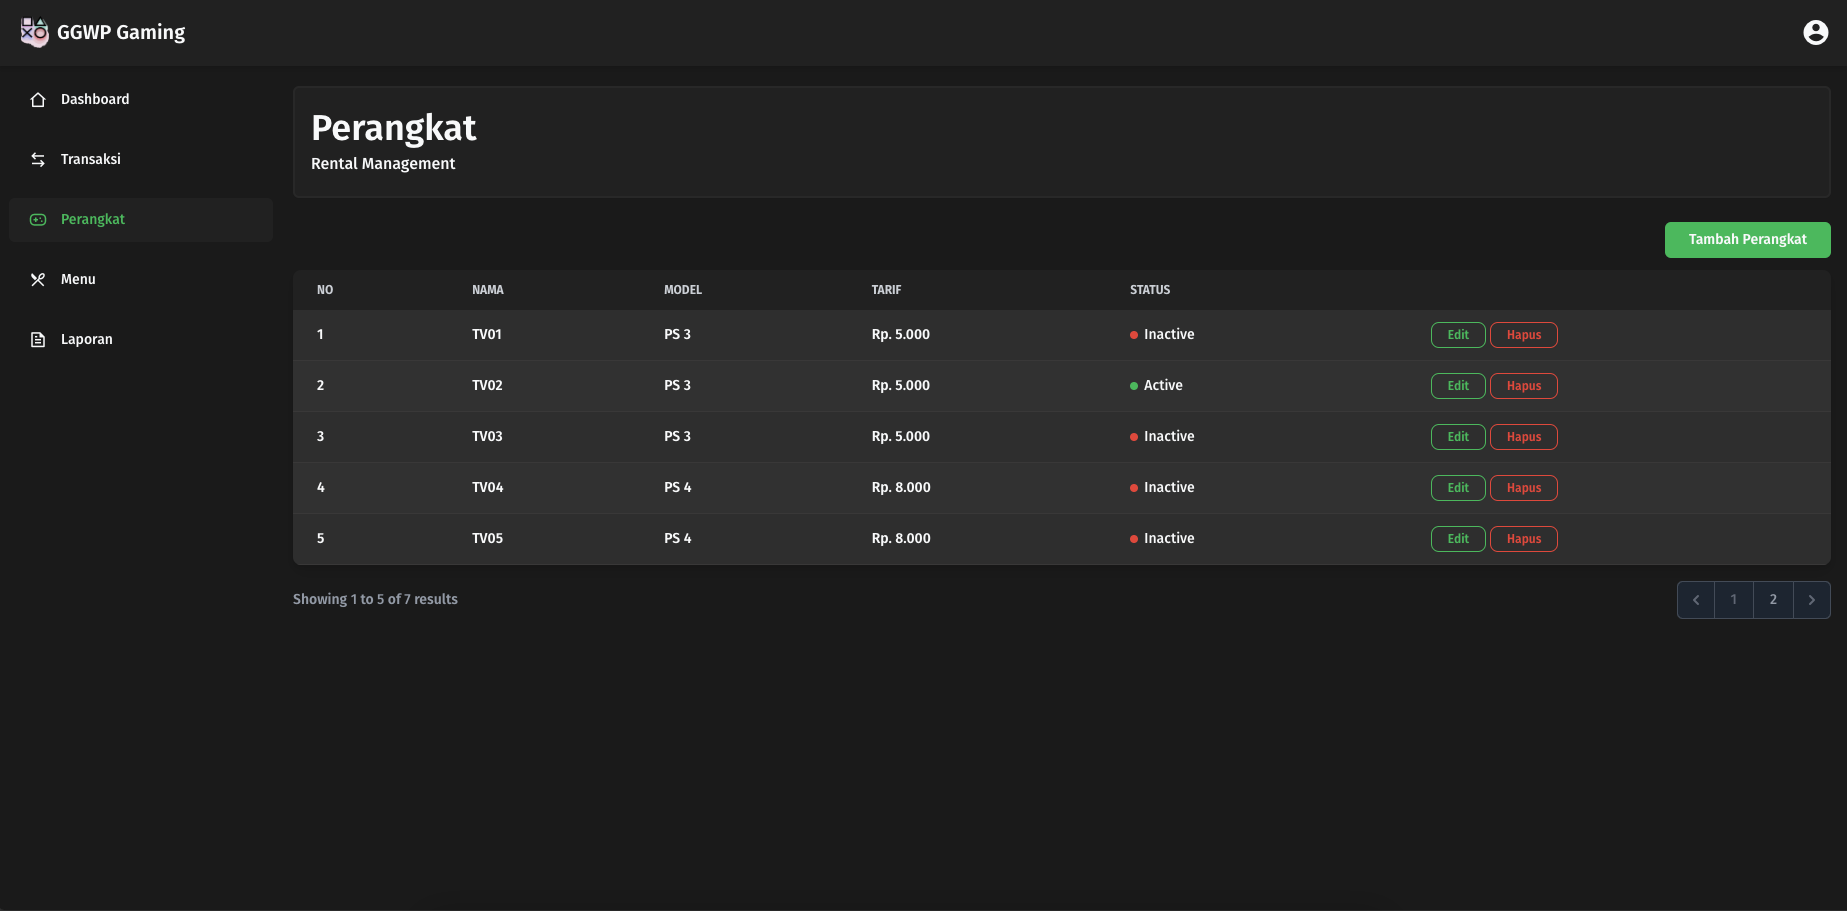 GGWP Gaming
Dashboard
Transaksi
Perangkat
Menu
Laporan
Perangkat
Rental Management
Tambah Perangkat
NO NAMA MODEL TARIF STATUS
1 TV01 PS 3 Rp. 5.000 Inactive Edit Hapus
2 TV02 PS 3 Rp. 5.000 Active Edit Hapus
3 TV03 PS 3 Rp. 5.000 Inactive Edit Hapus
4 TV04 PS 4 Rp. 8.000 Inactive Edit Hapus
5 TV05 PS 4 Rp. 8.000 Inactive Edit Hapus
Showing 1 to 5 of 7 results
1 2